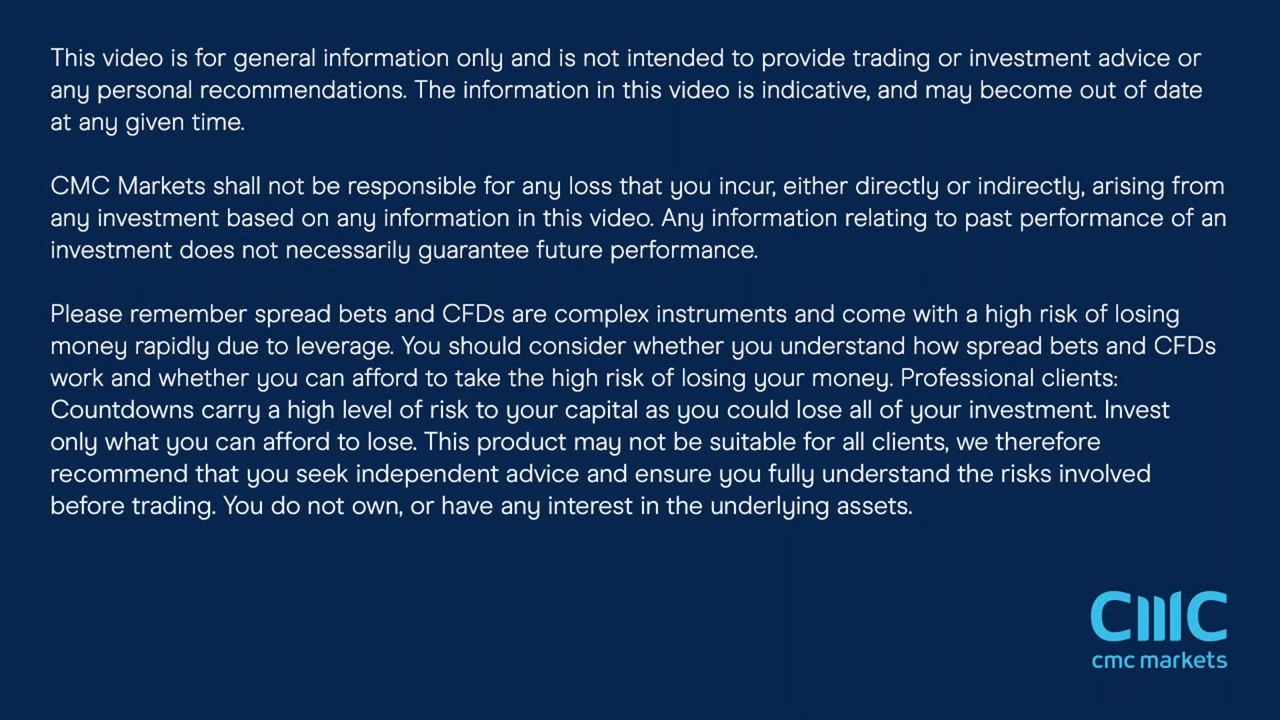 This video is for general information only and is not intended to provide trading or investment advice or
any personal recommendations. The information in this video is indicative, and may become out of date
at any given time.
CMC Markets shall not be responsible for any loss that you incur, either directly or indirectly, arising from
any investment based on any information in this video. Any information relating to past performance of an
investment does not necessarily guarantee future performance.
Please remember spread bets and CFDs are complex instruments and come with a high risk of losing
money rapidly due to leverage. You should consider whether you understand how spread bets and CFDs
work and whether you can afford to take the high risk of losing your money. Professional clients:
Countdowns carry a high level of risk to your capital as you could lose all of your investment. Invest
only what you can afford to lose. This product may not be suitable for all clients, we therefore
recommend that you seek independent advice and ensure you fully understand the risks involved
before trading. You do not own, or have any interest in the underlying assets.
CMC
cmc markets